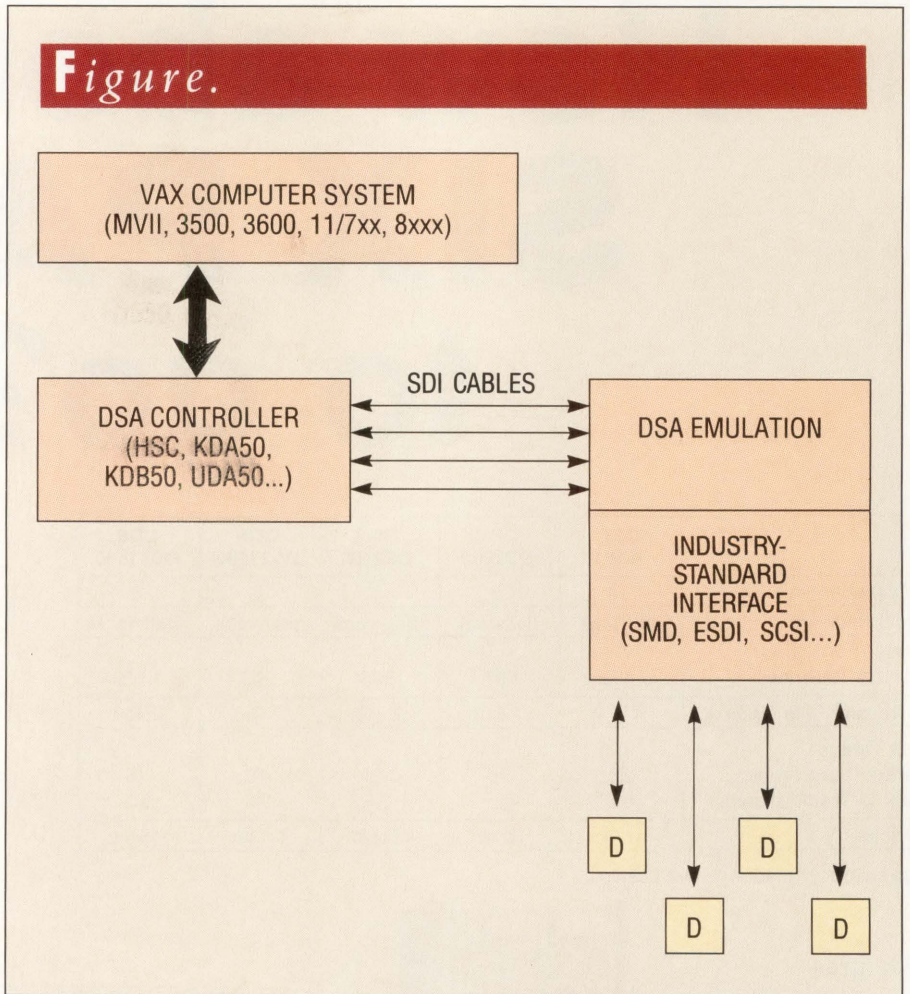 Figure.
VAX COMPUTER SYSTEM
(MVII, 3500, 3600, 11/7xx, 8xxx)
DSA CONTROLLER
(HSC, KDA50,
KDB50, UDA50...)
SDI CABLES
DSA EMULATION
INDUSTRY-
STANDARD
INTERFACE
(SMD, ESDI, SCSI...)
D
D
D
D